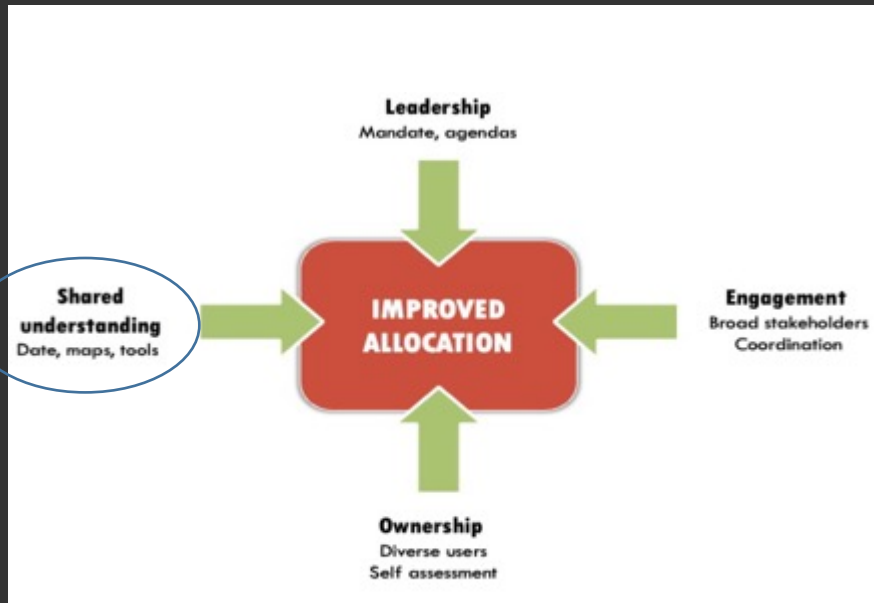 Leadership
Mandate, agendas
Shared
understanding
Date, maps, tools
IMPROVED
ALLOCATION
Engagement
Broad stakeholders
Coordination
Ownership
Diverse users
Self assessment